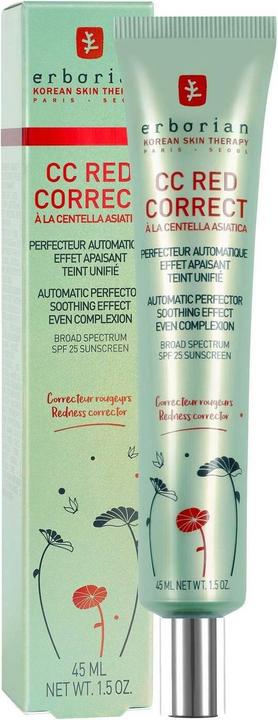 erborian
KOREAN SKIN THERAPY
PARIS - SEOUL
CC RED
CORRECT
À LA CENTELLA ASIATICA
PERFECTEUR AUTOMATIQUE
EFFET APAISANT
TEINT UNIFIÉ
AUTOMATIC PERFECTOR
SOOTHING EFFECT
EVEN COMPLEXION
BROAD SPECTRUM
SPF 25 SUNSCREEN
Correcteur rougeurs
Redness corrector
45 ML
NET WT. 1.5 OZ.
erborian
KOREAN SKIN THERAPY
PARIS - SEOUL
CC RED
CORRECT
À LA CENTELLA ASIATICA
PERFECTEUR AUTOMATIQUE
EFFET APAISANT
TEINT UNIFIÉ
AUTOMATIC PERFECTOR
SOOTHING EFFECT
EVEN COMPLEXION
BROAD SPECTRUM
SPF 25 SUNSCREEN
Correcteur rougeurs
Redness corrector
45 ML NET WT. 1.5 OZ.